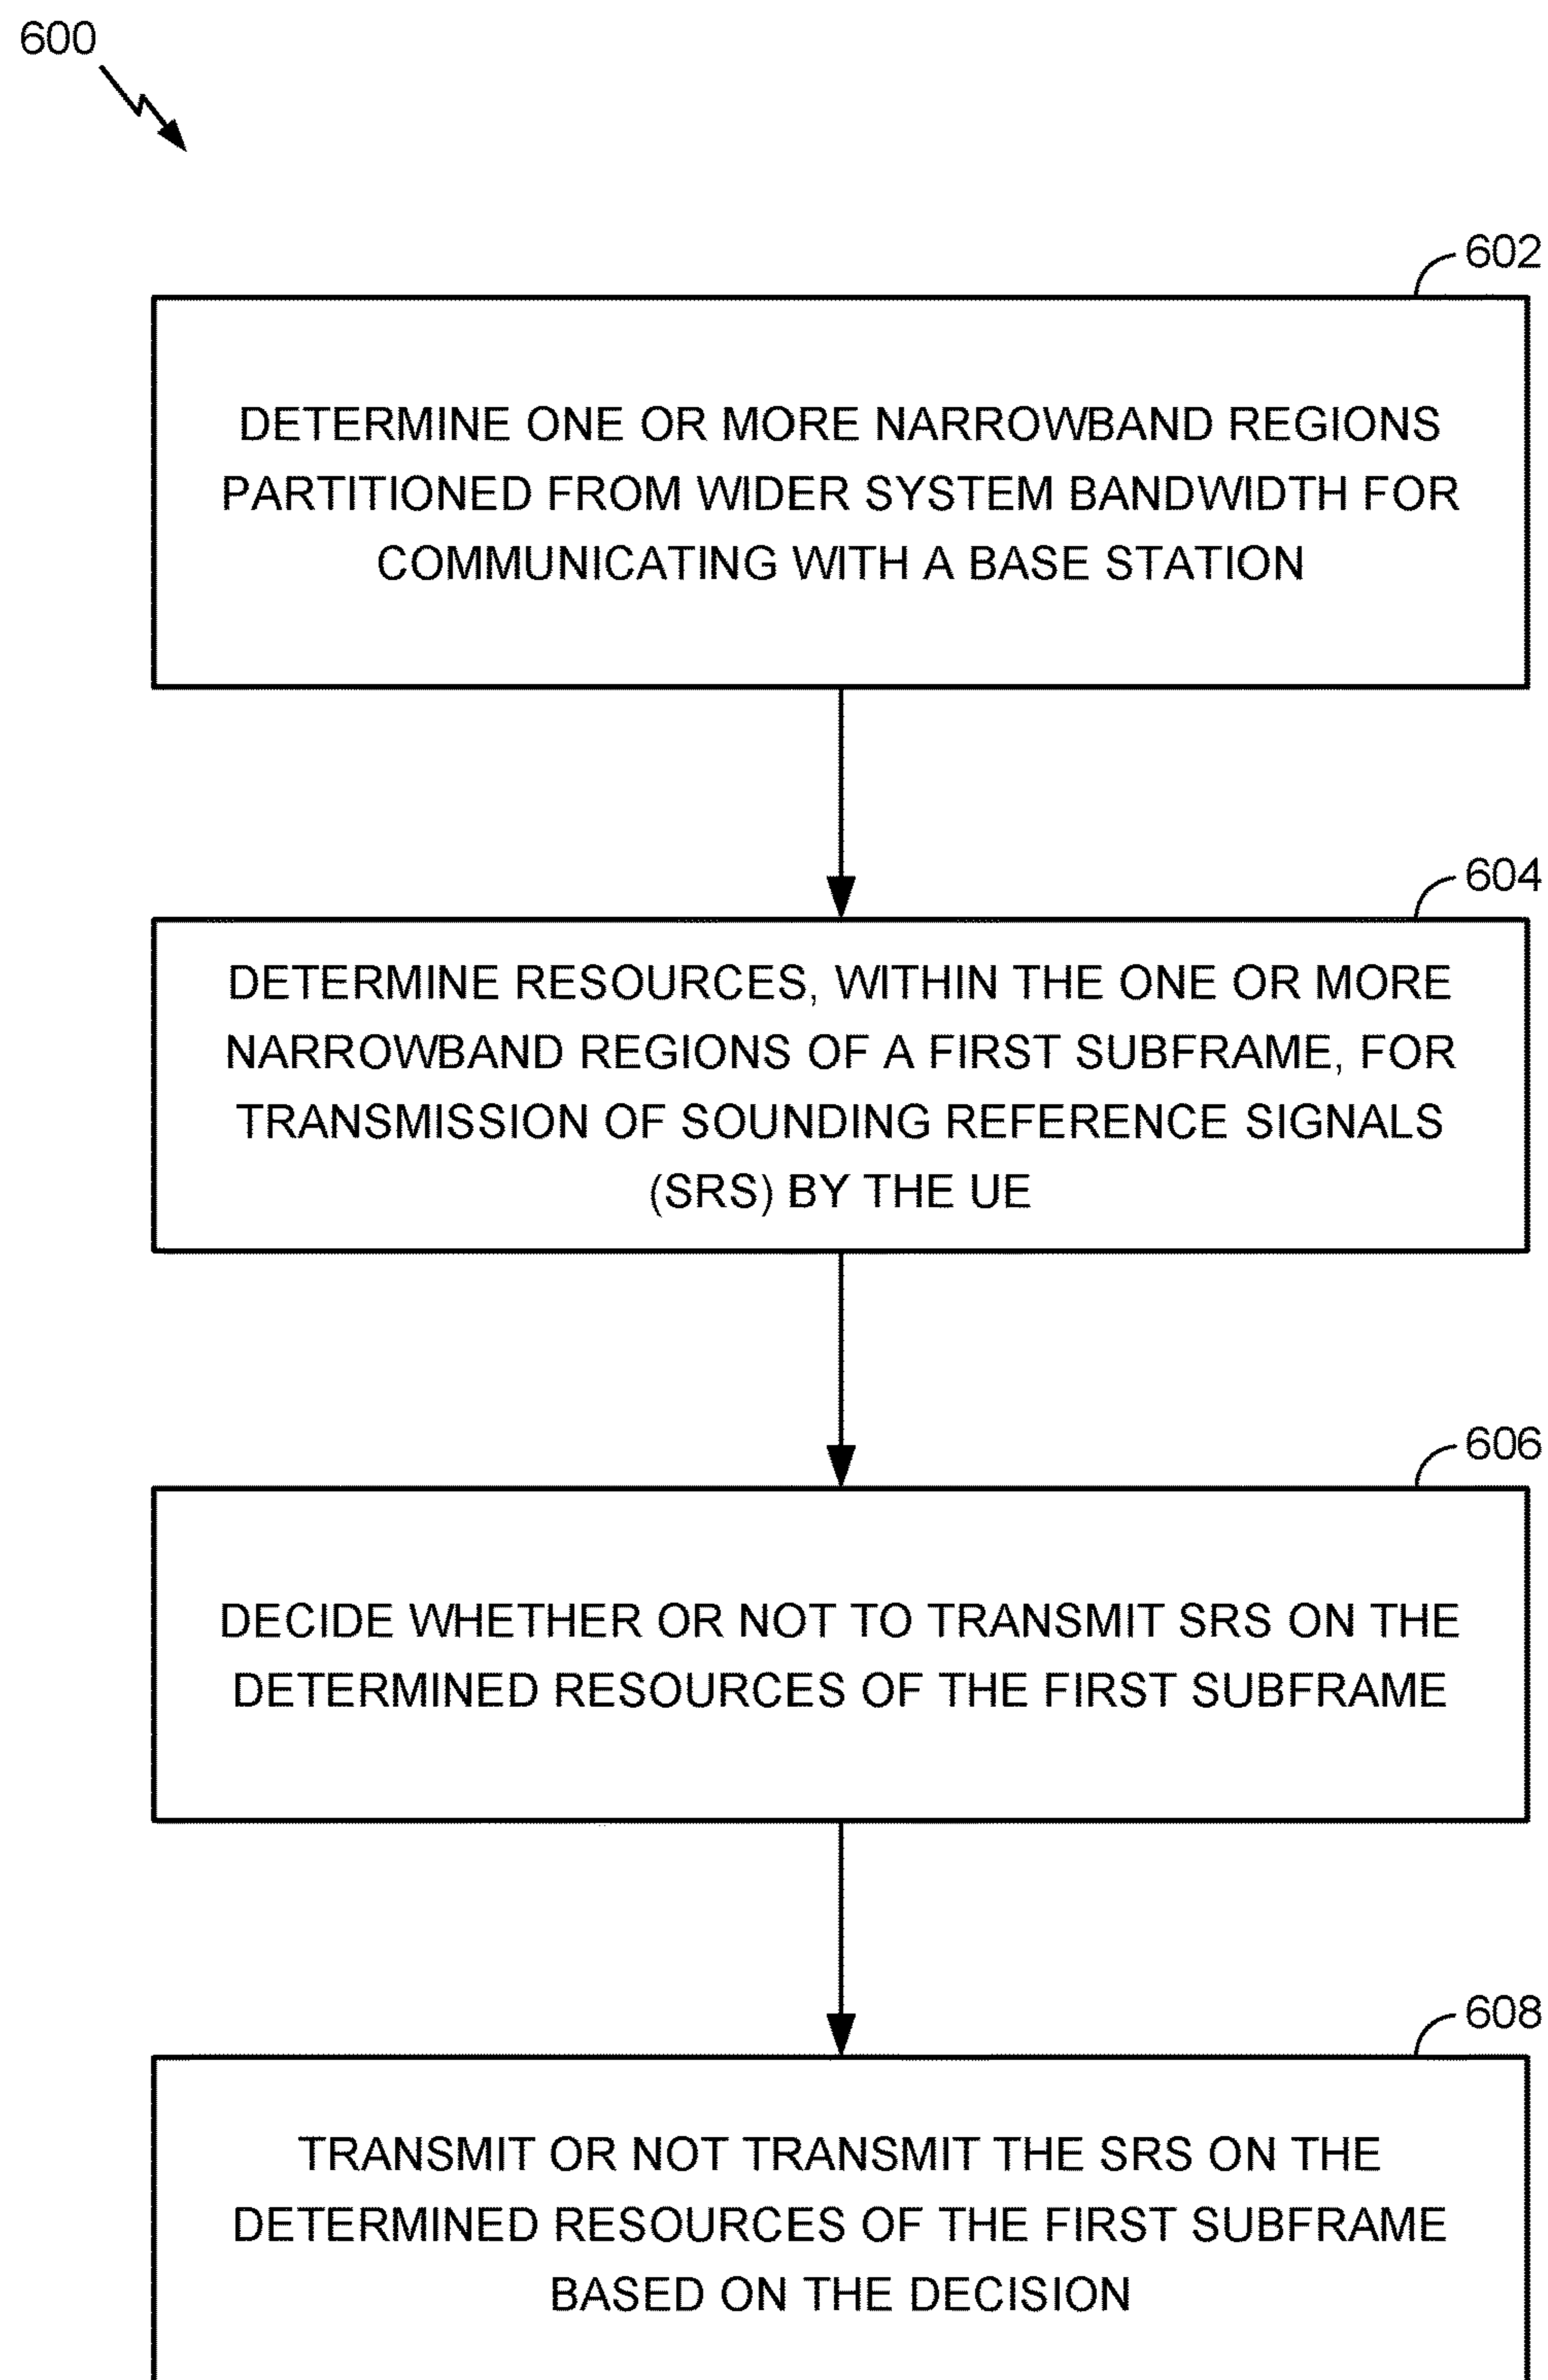 600
602
DETERMINE ONE OR MORE NARROWBAND REGIONS
PARTITIONED FROM WIDER SYSTEM BANDWIDTH FOR
COMMUNICATING WITH A BASE STATION
604
DETERMINE RESOURCES, WITHIN THE ONE OR MORE
NARROWBAND REGIONS OF A FIRST SUBFRAME, FOR
TRANSMISSION OF SOUNDING REFERENCE SIGNALS
(SRS) BY THE UE
606
DECIDE WHETHER OR NOT TO TRANSMIT SRS ON THE
DETERMINED RESOURCES OF THE FIRST SUBFRAME
608
TRANSMIT OR NOT TRANSMIT THE SRS ON THE
DETERMINED RESOURCES OF THE FIRST SUBFRAME
BASED ON THE DECISION